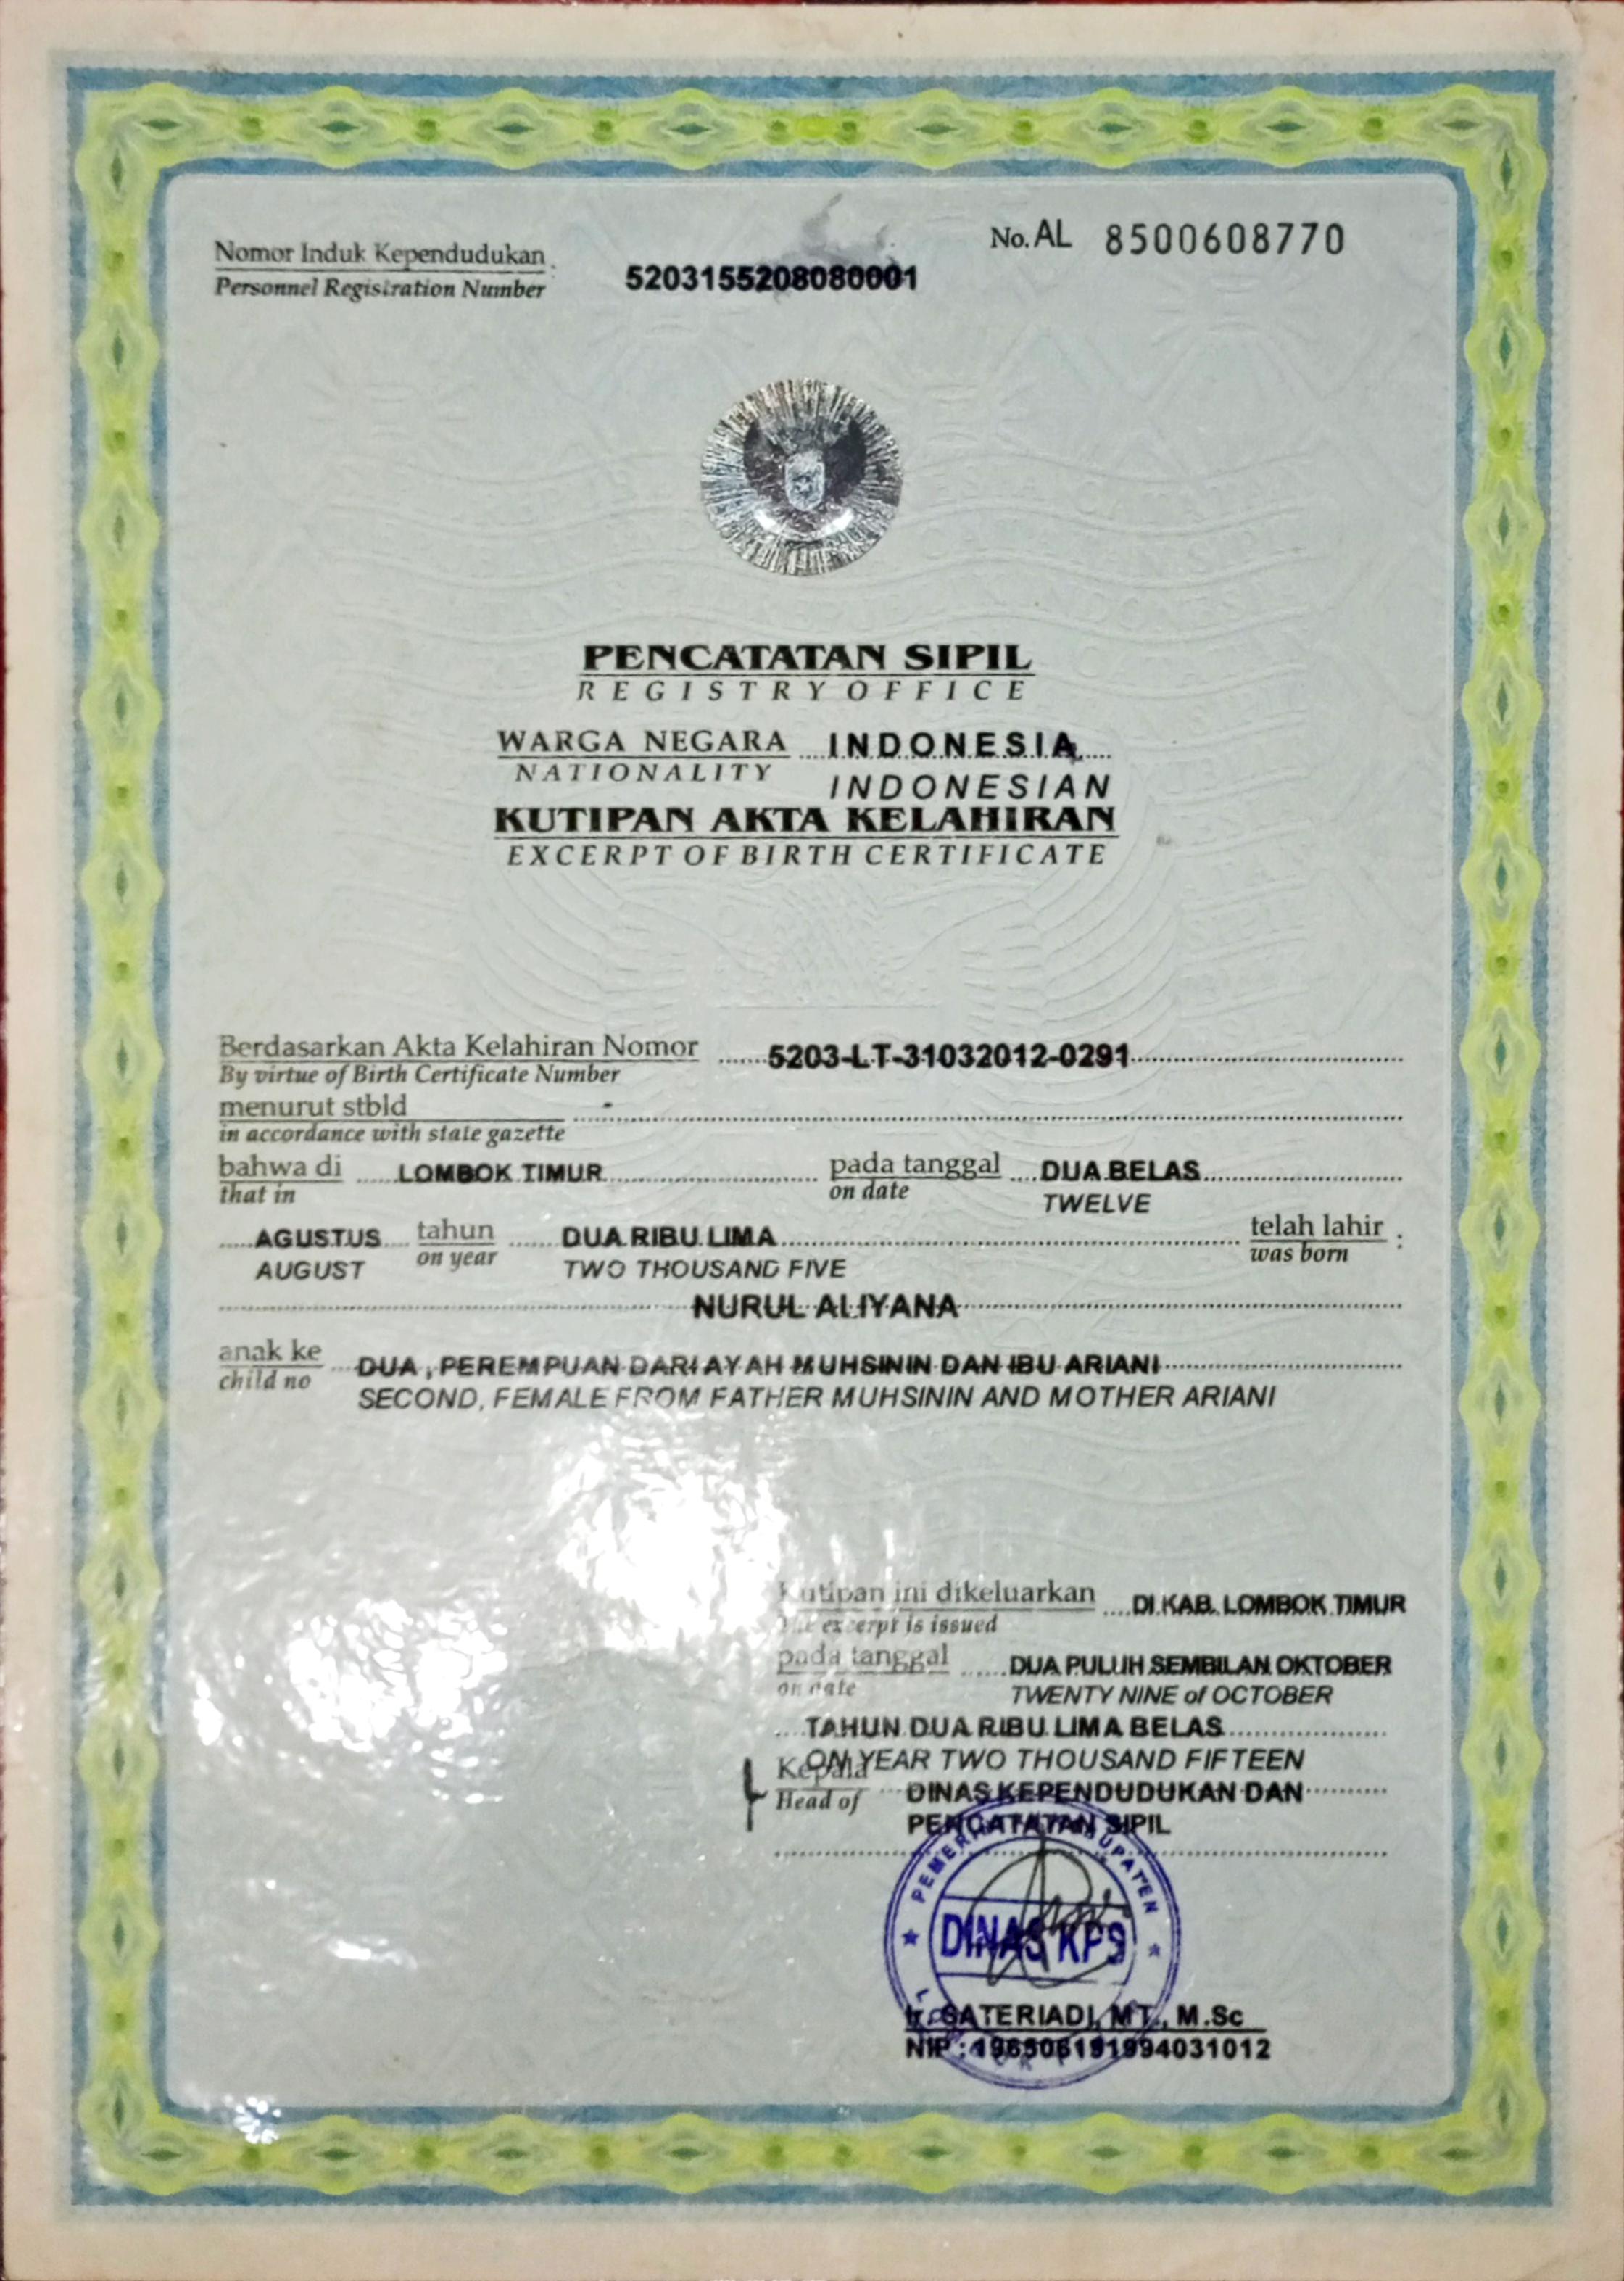 No. AL 8500608770
Nomor Induk Kependudukan
Personnel Registration Number
5203155208080001
PENCATATAN SIPIL
REGISTRY OFFICE
WARGA NEGARA INDONESIA
NATIONALITY INDONESIAN
KUTIPAN AKTA KELAHIRAN
EXCERPT OF BIRTH CERTIFICATE
Berdasarkan Akta Kelahiran Nomor 5203-LT-31032012-0291
By virtue of Birth Certificate Number
menurut stbld -
in accordance with state gazette
bahwa di LOMBOK TIMUR pada tanggal DUA BELAS
that in on date TWELVE
AGUSTUS tahun DUA RIBU LIMA telah lahir :
AUGUST on year TWO THOUSAND FIVE was born
NURUL ALIYANA
anak ke DUA , PEREMPUAN DARI AYAH MUHSININ DAN IBU ARIANI
child no SECOND, FEMALE FROM FATHER MUHSININ AND MOTHER ARIANI
Kutipan ini dikeluarkan DI KAB. LOMBOK TIMUR
The excerpt is issued
pada tanggal DUA PULUH SEMBILAN OKTOBER
on date TWENTY NINE of OCTOBER
TAHUN DUA RIBU LIMA BELAS
ON YEAR TWO THOUSAND FIFTEEN
Kepala DINAS KEPENDUDUKAN DAN
Head of PENCATATAN SIPIL
DINAS KPS
Ir. SATERIADI, MT., M.Sc
NIP : 196506191994031012